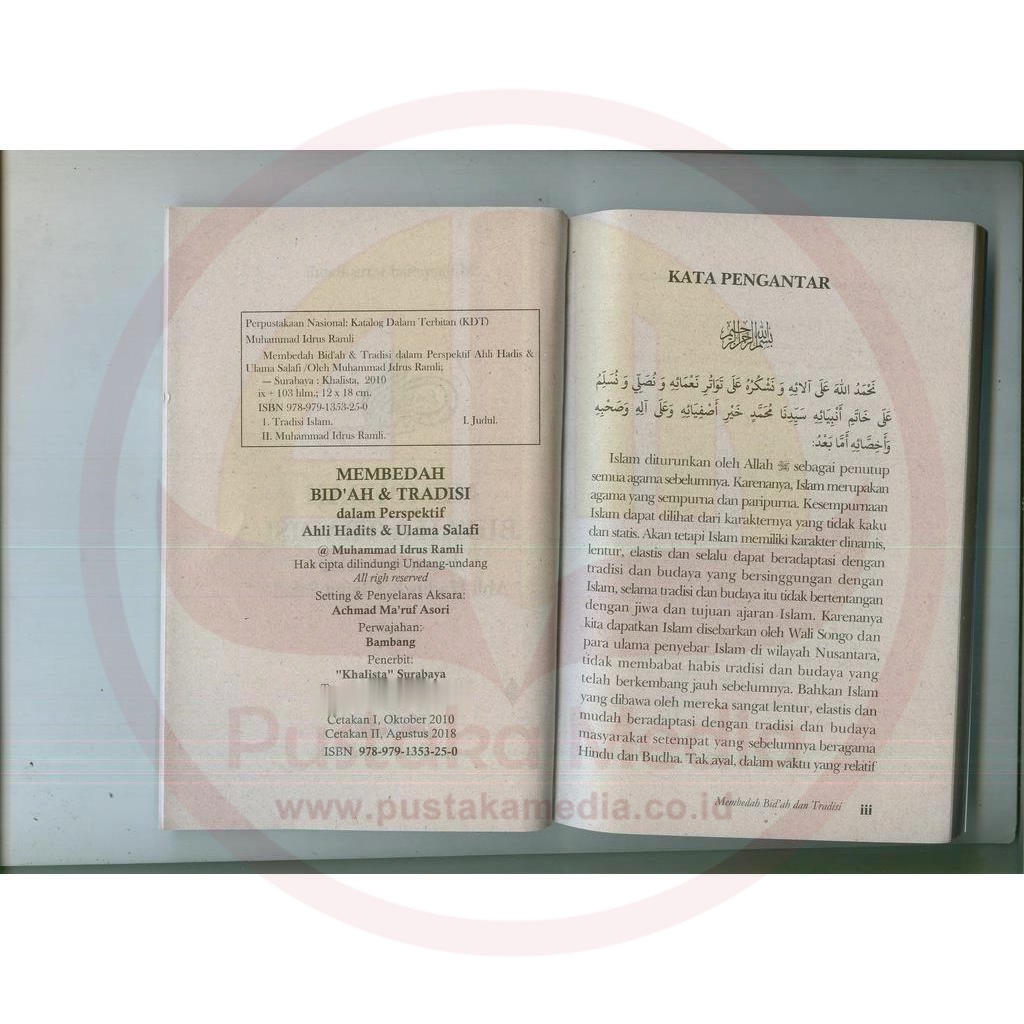 Perpustakaan Nasional: Katalog Dalam Terbitan (KDT)
Muhammad Idrus Ramli
Membedah Bid'ah & Tradisi dalam Perspektif Ahli Hadis &
Ulama Salafi /Oleh Muhammad Idrus Ramli;
— Surabaya : Khalista, 2010
ix + 103 hlm.; 12 x 18 cm.
ISBN 978-979-1353-25-0
1. Tradisi Islam. I. Judul.
II. Muhammad Idrus Ramli.
MEMBEDAH
BID'AH & TRADISI
dalam Perspektif
Ahli Hadits & Ulama Salafi
@ Muhammad Idrus Ramli
Hak cipta dilindungi Undang-undang
All righ reserved
Setting & Penyelaras Aksara:
Achmad Ma'ruf Asori
Perwajahan:
Bambang
Penerbit:
"Khalista" Surabaya
Cetakan I, Oktober 2010
Cetakan II, Agustus 2018
ISBN 978-979-1353-25-0
KATA PENGANTAR
بسم الله الرحمن الرحيم
نَحْمَدُ اللهَ عَلَى آلَائِهِ وَ نَشْكُرُهُ عَلَى تَوَاتُرِ نَعْمَائِهِ وَ نُصَلِّي وَ نُسَلِّمُ
عَلَى خَاتَمِ أَنْبِيَائِهِ سَيِّدِنَا مُحَمَّدٍ خَيْرِ أَصْفِيَائِهِ وَعَلَى آلِهِ وَصَحْبِهِ
وَأَخِصَّائِهِ أَمَّا بَعْدُ:
Islam diturunkan oleh Allah ﷻ sebagai penutup
semua agama sebelumnya. Karenanya, Islam merupakan
agama yang sempurna dan paripurna. Kesempurnaan
Islam dapat dilihat dari karakternya yang tidak kaku
dan statis. Akan tetapi Islam memiliki karakter dinamis,
lentur, elastis dan selalu dapat beradaptasi dengan
tradisi dan budaya yang bersinggungan dengan
Islam, selama tradisi dan budaya itu tidak bertentangan
dengan jiwa dan tujuan ajaran Islam. Karenanya
kita dapatkan Islam disebarkan oleh Wali Songo dan
para ulama penyebar Islam di wilayah Nusantara,
tidak membabat habis tradisi dan budaya yang
telah berkembang jauh sebelumnya. Bahkan Islam
yang dibawa oleh mereka sangat lentur, elastis dan
mudah beradaptasi dengan tradisi dan budaya
masyarakat setempat yang sebelumnya beragama
Hindu dan Budha. Tak ayal, dalam waktu yang relatif
Membedah Bid'ah dan Tradisi iii
www.pustakamedia.co.id